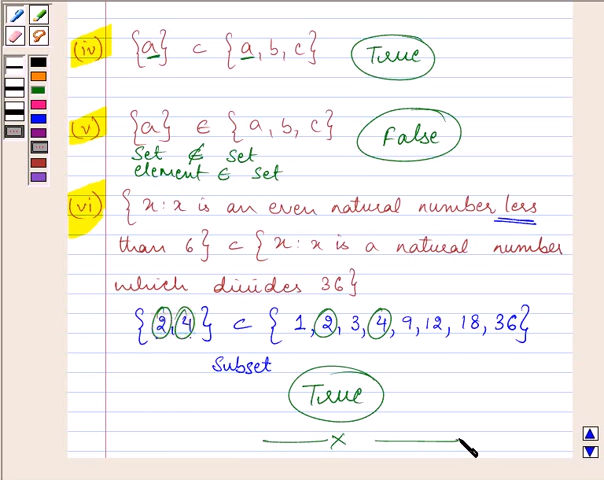 (iv) {a} ⊂ {a, b, c} True
(v) {a} ∈ {a, b, c} False
Set ∉ Set
element ∈ Set
(vi) {x : x is an even natural number less
than 6} ⊂ {x : x is a natural number
which divides 36}
{2, 4} ⊂ {1, 2, 3, 4, 9, 12, 18, 36}
Subset
True
x